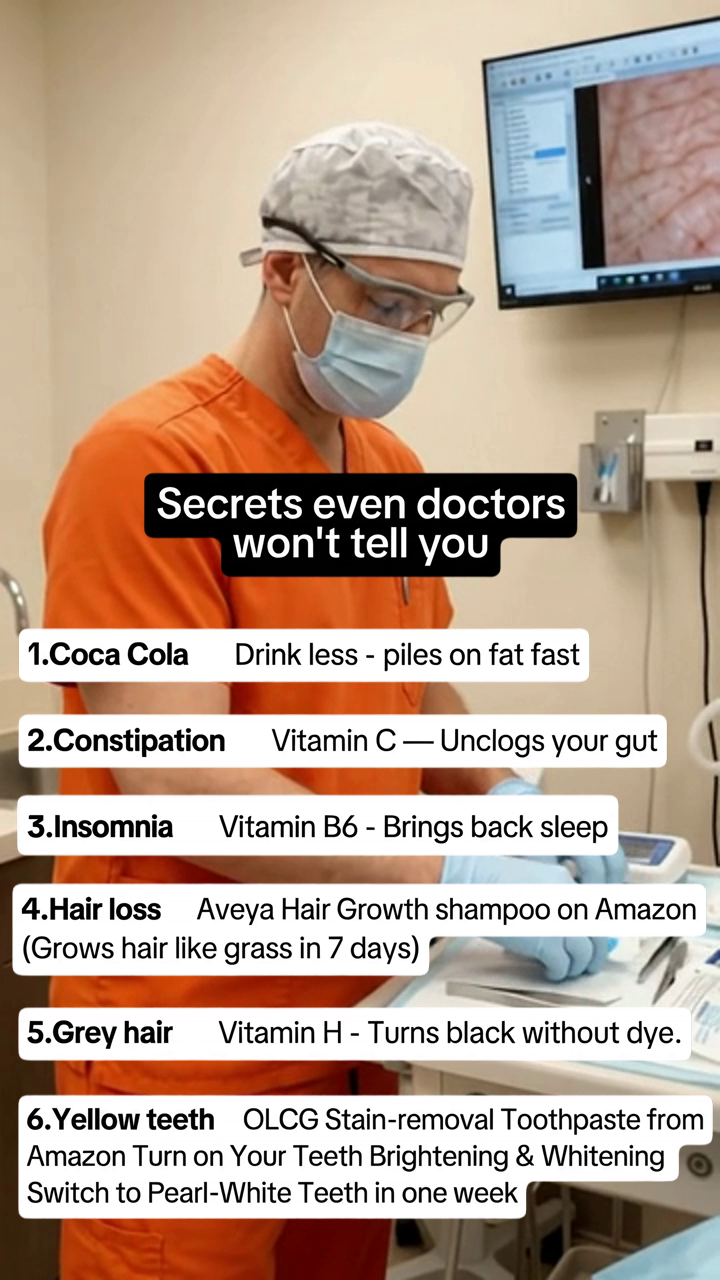 Secrets even doctors
won't tell you
1.Coca Cola Drink less - piles on fat fast
2.Constipation Vitamin C — Unclogs your gut
3.Insomnia Vitamin B6 - Brings back sleep
4.Hair loss Aveya Hair Growth shampoo on Amazon
(Grows hair like grass in 7 days)
5.Grey hair Vitamin H - Turns black without dye.
6.Yellow teeth OLCG Stain-removal Toothpaste from
Amazon Turn on Your Teeth Brightening & Whitening
Switch to Pearl-White Teeth in one week